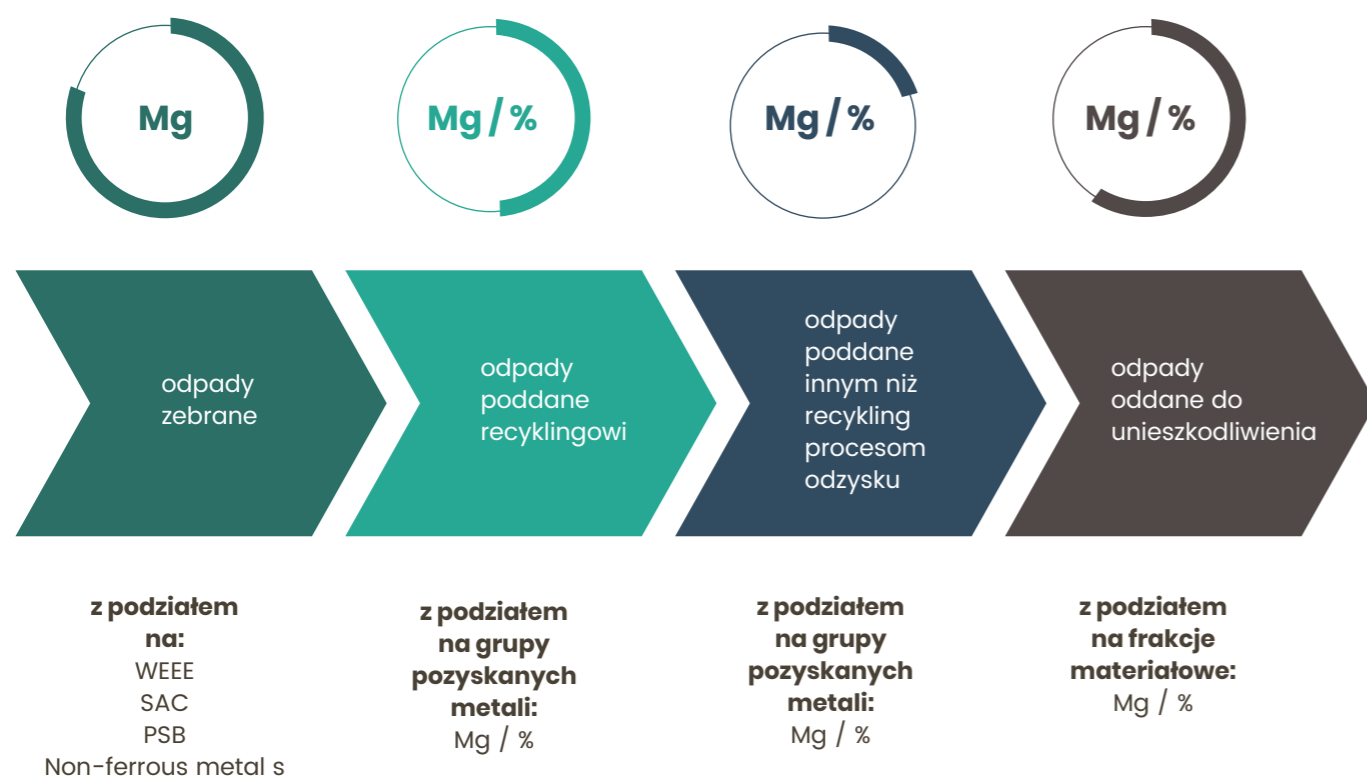 Mg
Mg / %
Mg / %
Mg / %
odpady
zebrane
odpady
poddane
recyklingowi
odpady
poddane
innym niż
recykling
procesom
odzysku
odpady
oddane do
unieszkodliwienia
z podziałem
na:
WEEE
SAC
PSB
Non-ferrous metal s
z podziałem
na grupy
pozyskanych
metali:
Mg / %
z podziałem
na grupy
pozyskanych
metali:
Mg / %
z podziałem
na frakcje
materiałowe:
Mg / %